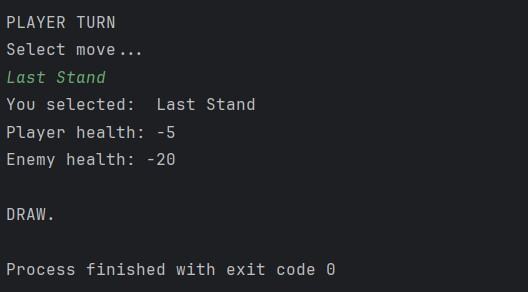 PLAYER TURN
Select move...
Last Stand
You selected:  Last Stand
Player health: -5
Enemy health: -20
DRAW.
Process finished with exit code 0